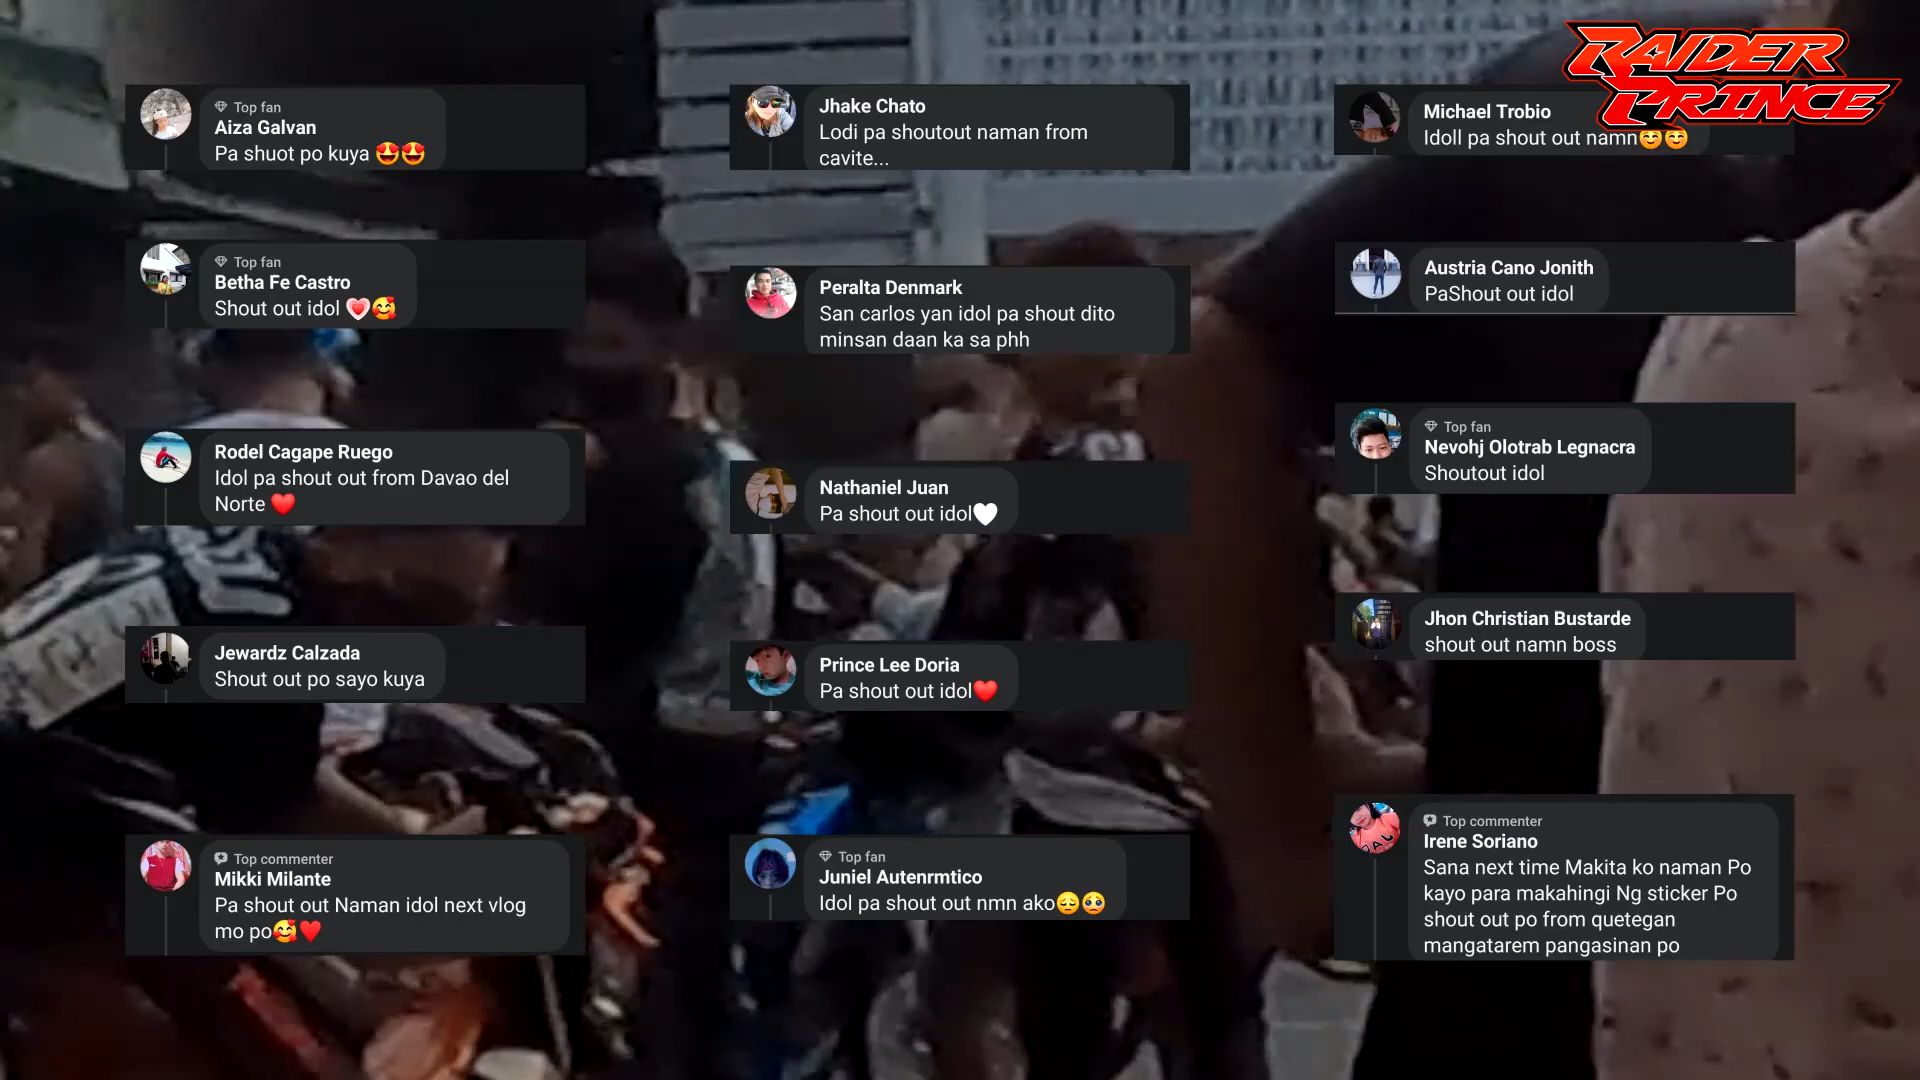 RAIDER
PRINCE
Top fan
Aiza Galvan
Pa shuot po kuya 😍😍
Top fan
Betha Fe Castro
Shout out idol 💗🥰
Rodel Cagape Ruego
Idol pa shout out from Davao del
Norte ❤️
Jewardz Calzada
Shout out po sayo kuya
Top commenter
Mikki Milante
Pa shout out Naman idol next vlog
mo po🥰❤️
Jhake Chato
Lodi pa shoutout naman from
cavite...
Peralta Denmark
San carlos yan idol pa shout dito
minsan daan ka sa phh
Nathaniel Juan
Pa shout out idol🤍
Prince Lee Doria
Pa shout out idol❤️
Top fan
Juniel Autenrmtico
Idol pa shout out nmn ako😔😢
Michael Trobio
Idoll pa shout out namn☺️☺️
Austria Cano Jonith
PaShout out idol
Top fan
Nevohj Olotrab Legnacra
Shoutout idol
Jhon Christian Bustarde
shout out namn boss
Top commenter
Irene Soriano
Sana next time Makita ko naman Po
kayo para makahingi Ng sticker Po
shout out po from quetegan
mangatarem pangasinan po